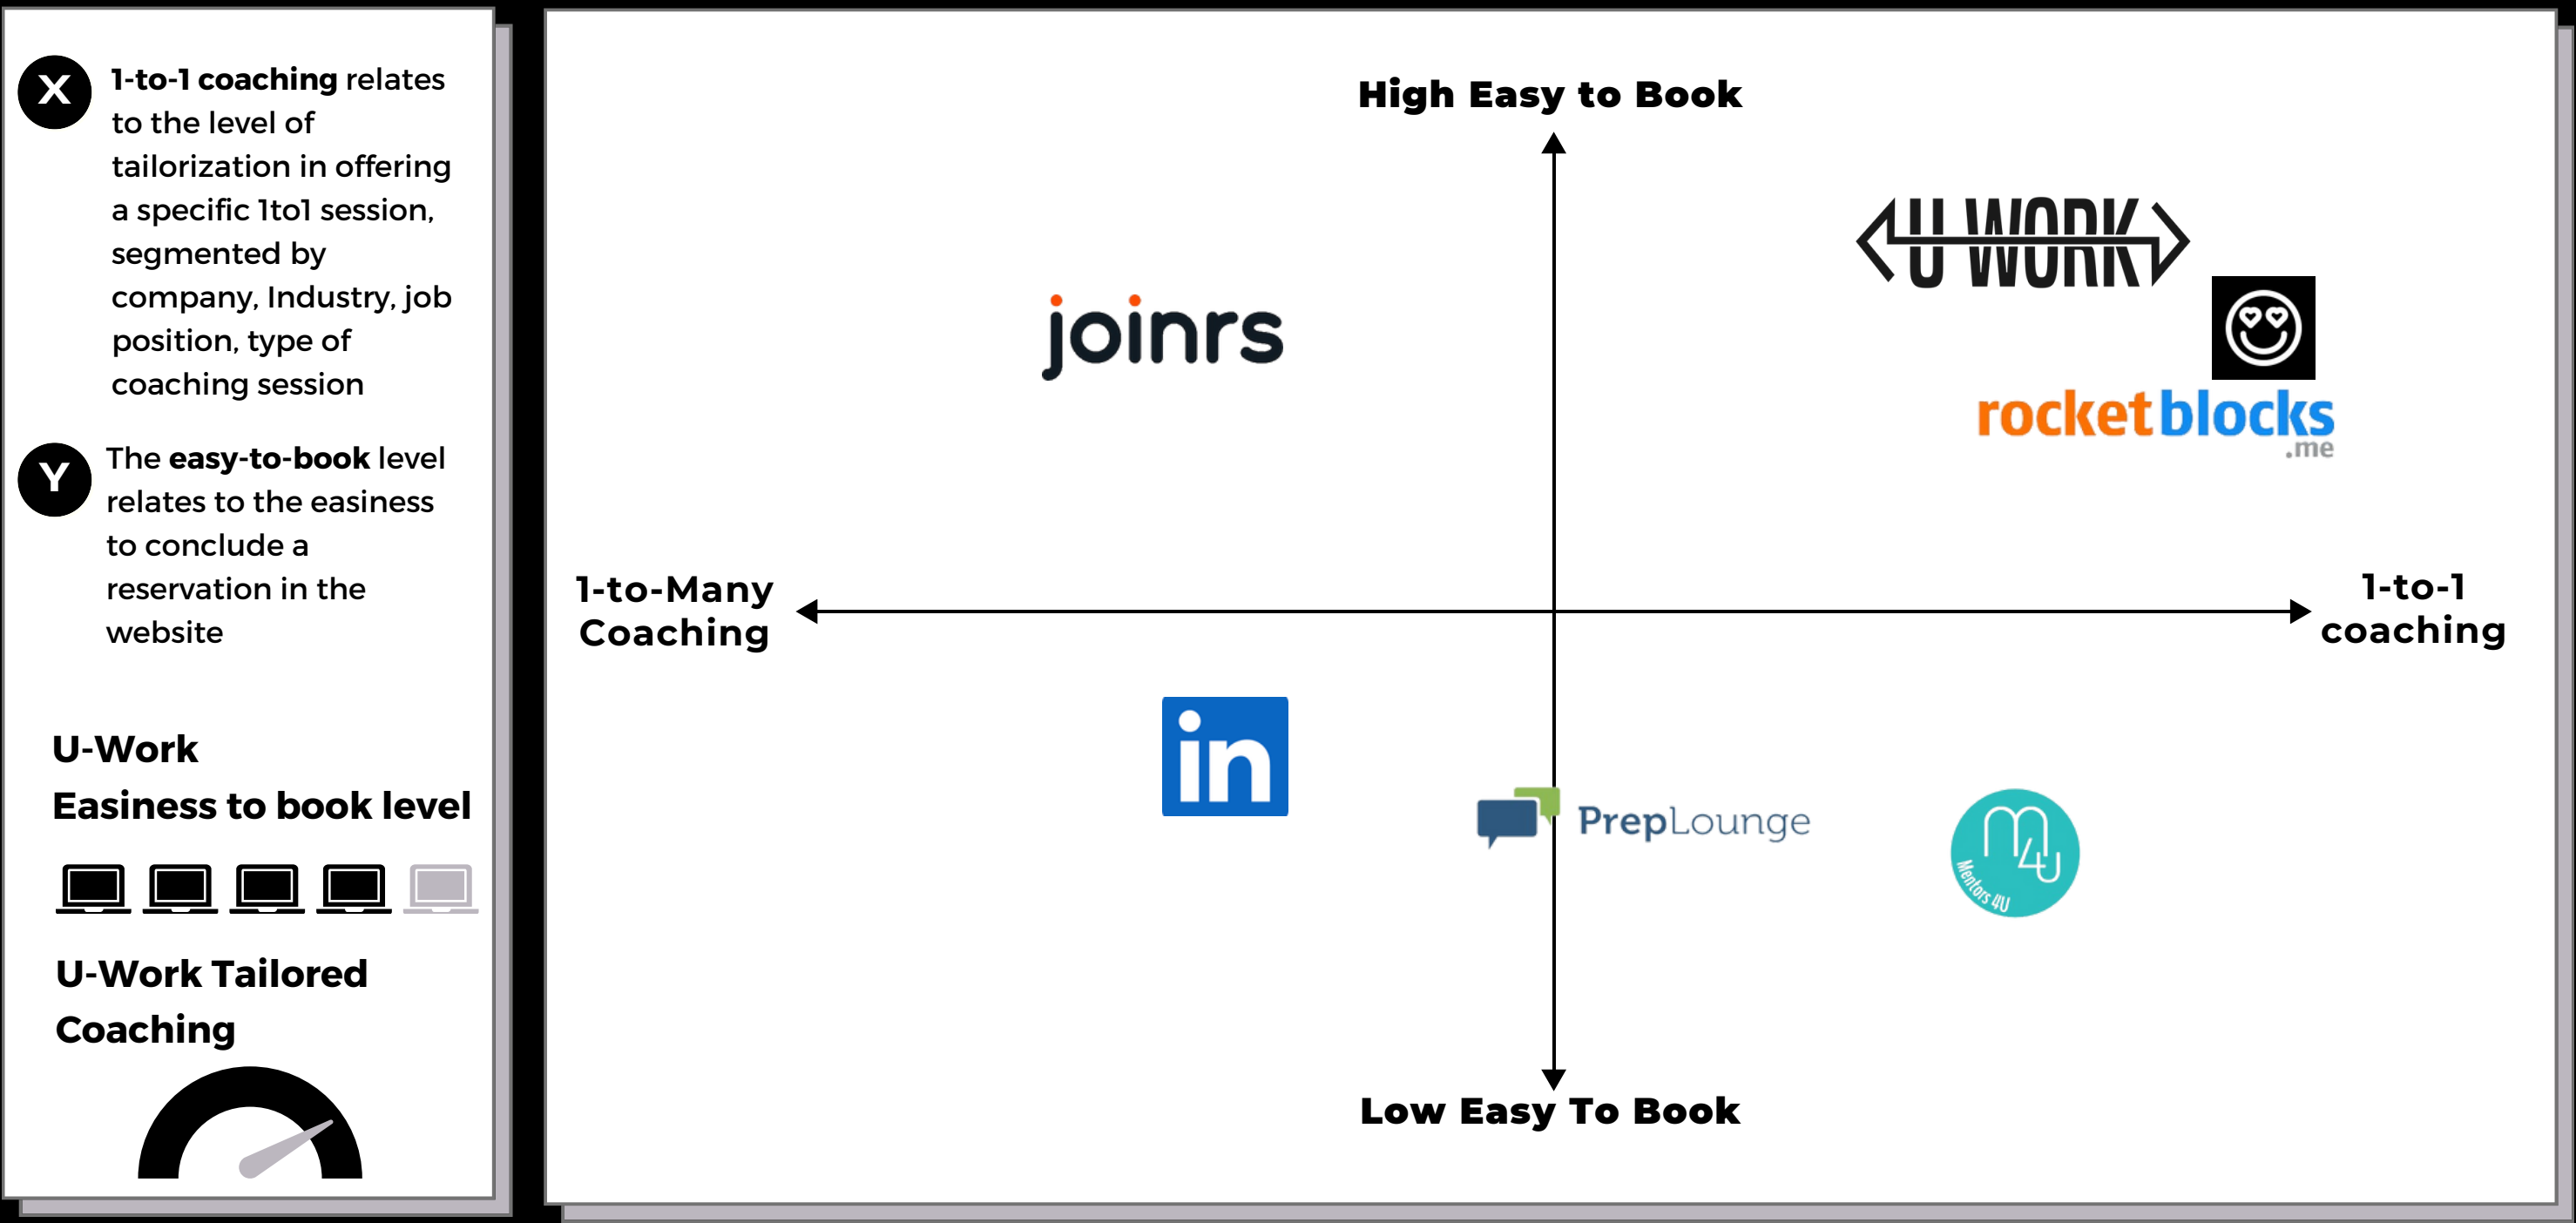 X
1-to-1 coaching relates
to the level of
tailorization in offering
a specific 1to1 session,
segmented by
company, Industry, job
position, type of
coaching session
Y
The easy-to-book level
relates to the easiness
to conclude a
reservation in the
website
U-Work
Easiness to book level
U-Work Tailored
Coaching
High Easy to Book
U WORK
joinrs
rocketblocks
.me
1-to-Many
Coaching
1-to-1
coaching
in
PrepLounge
M4U
Mentors 4U
Low Easy To Book